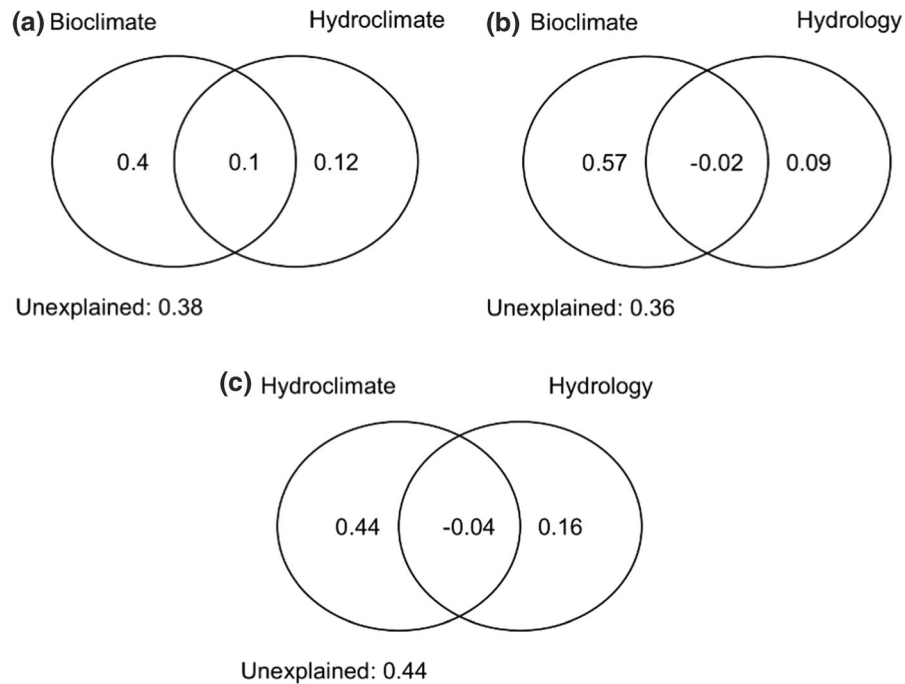 (a) Bioclimate Hydroclimate
0.4 0.1 0.12
Unexplained: 0.38
(b) Bioclimate Hydrology
0.57 -0.02 0.09
Unexplained: 0.36
(c) Hydroclimate Hydrology
0.44 -0.04 0.16
Unexplained: 0.44